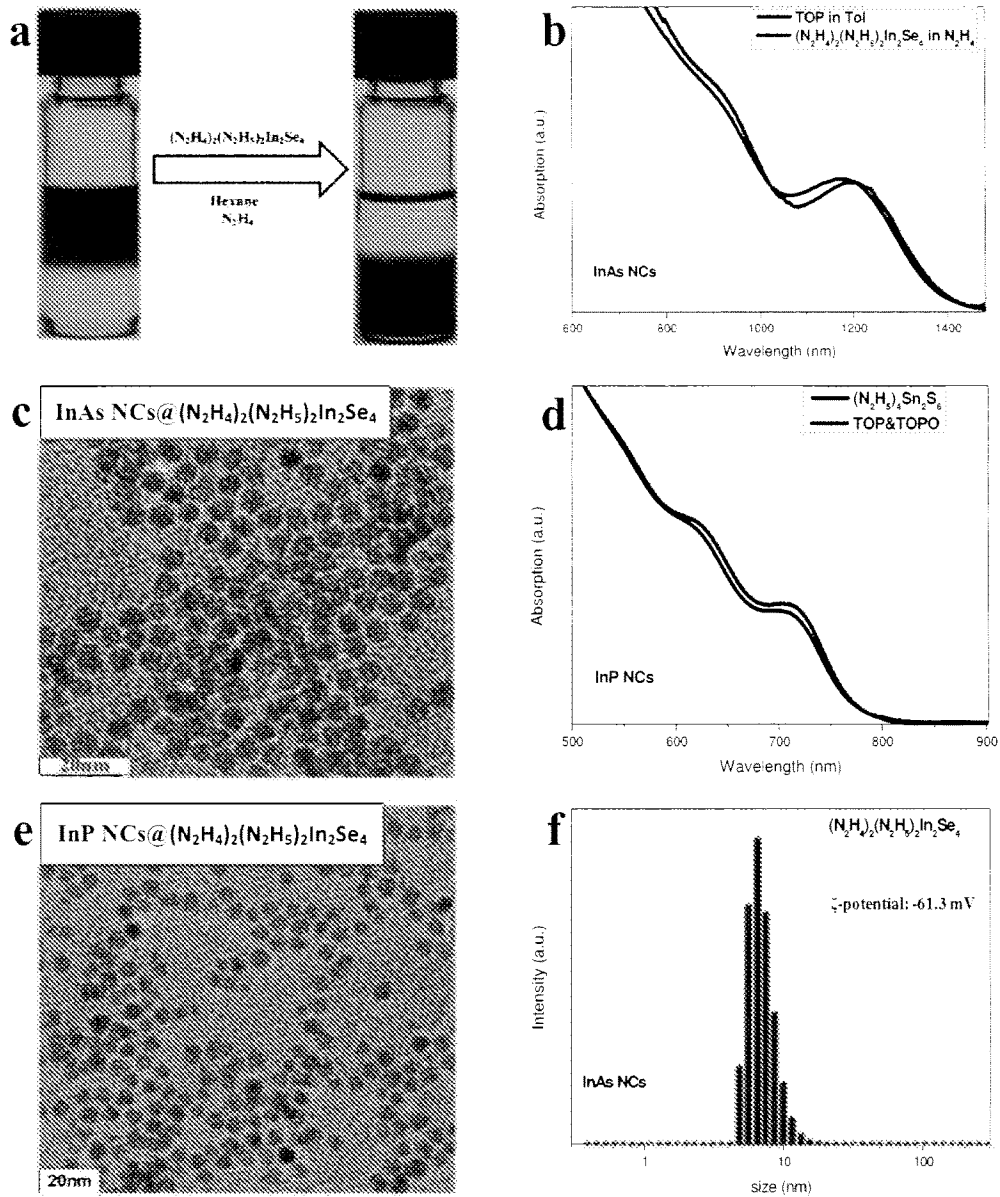 a
(N₂H₄)₂(N₂H₅)₂In₂Se₄
Hexane
N₂H₄
b
TOP in Tol
(N₂H₄)₂(N₂H₅)₂In₂Se₄ in N₂H₄
Absorption (a.u.)
InAs NCs
600 800 1000 1200 1400
Wavelength (nm)
c
InAs NCs@(N₂H₄)₂(N₂H₅)₂In₂Se₄
20nm
d
(N₂H₅)₄Sn₂S₆
TOP&TOPO
Absorption (a.u.)
InP NCs
500 600 700 800 900
Wavelength (nm)
e
InP NCs@(N₂H₄)₂(N₂H₅)₂In₂Se₄
20nm
f
(N₂H₄)₂(N₂H₅)₂In₂Se₄
ζ-potential: -61.3 mV
Intensity (a.u.)
InAs NCs
1 10 100
size (nm)